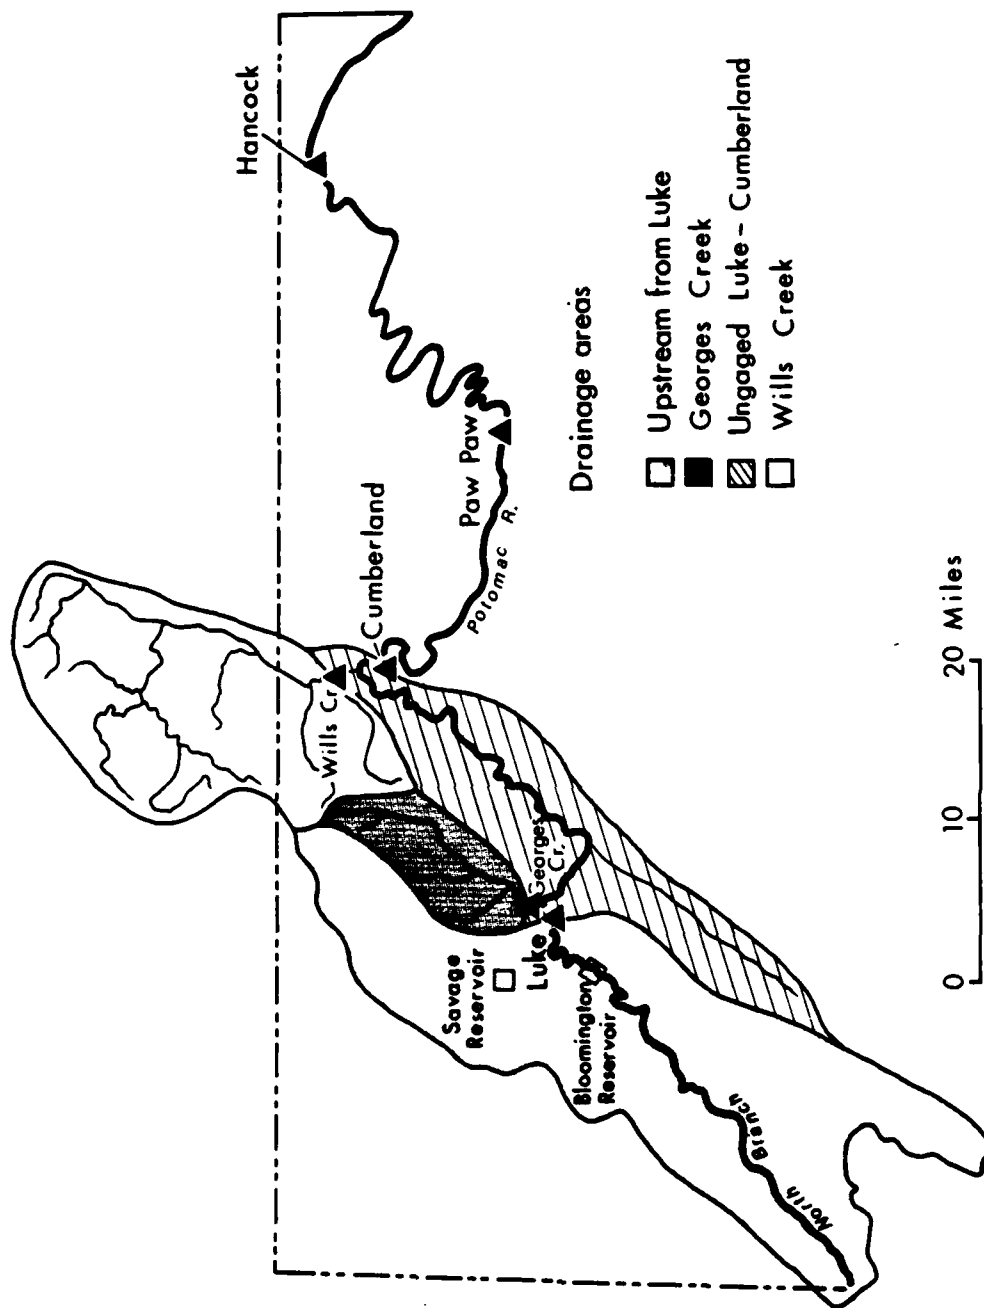 Hancock
Cumberland
Paw Paw
Potomac R.
Wills Cr.
Georges
Cr.
Luke
Savage
Reservoir
Bloomington
Reservoir
North Branch
Drainage areas
Upstream from Luke
Georges Creek
Ungaged Luke - Cumberland
Wills Creek
0 10 20 Miles